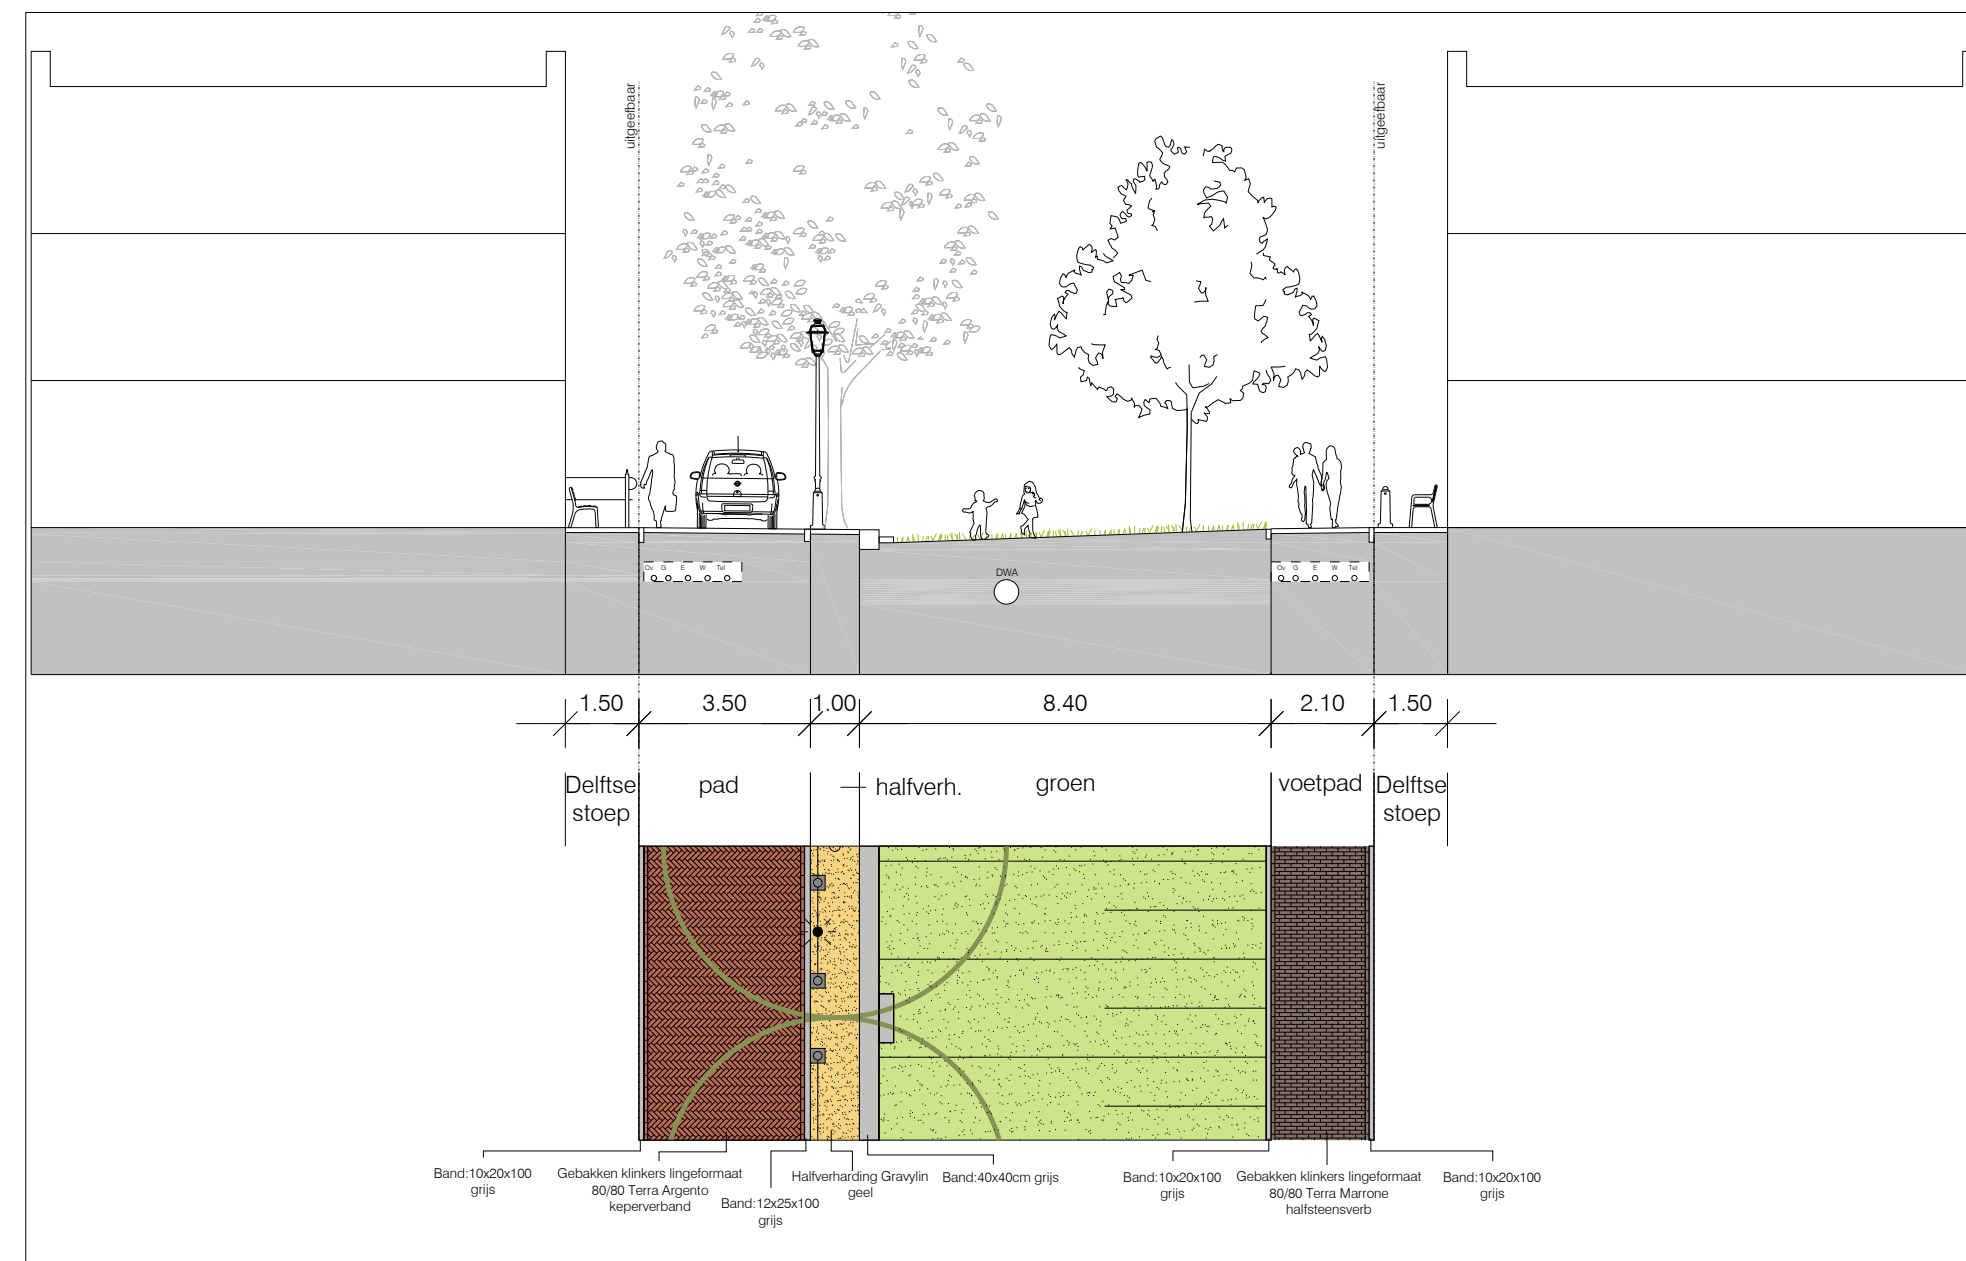 uitgeefbaar
uitgeefbaar
Ov G E W Tel
DWA
Ov G E W Tel
1.50 3.50 1.00 8.40 2.10 1.50
Delftse
stoep
pad
halfverh.
groen
voetpad
Delftse
stoep
Band:10x20x100
grijs
Gebakken klinkers lingeformaat
80/80 Terra Argento
keperverband
Band:12x25x100
grijs
Halfverharding Gravylin
geel
Band:40x40cm grijs
Band:10x20x100
grijs
Gebakken klinkers lingeformaat
80/80 Terra Marrone
halfsteensverb
Band:10x20x100
grijs